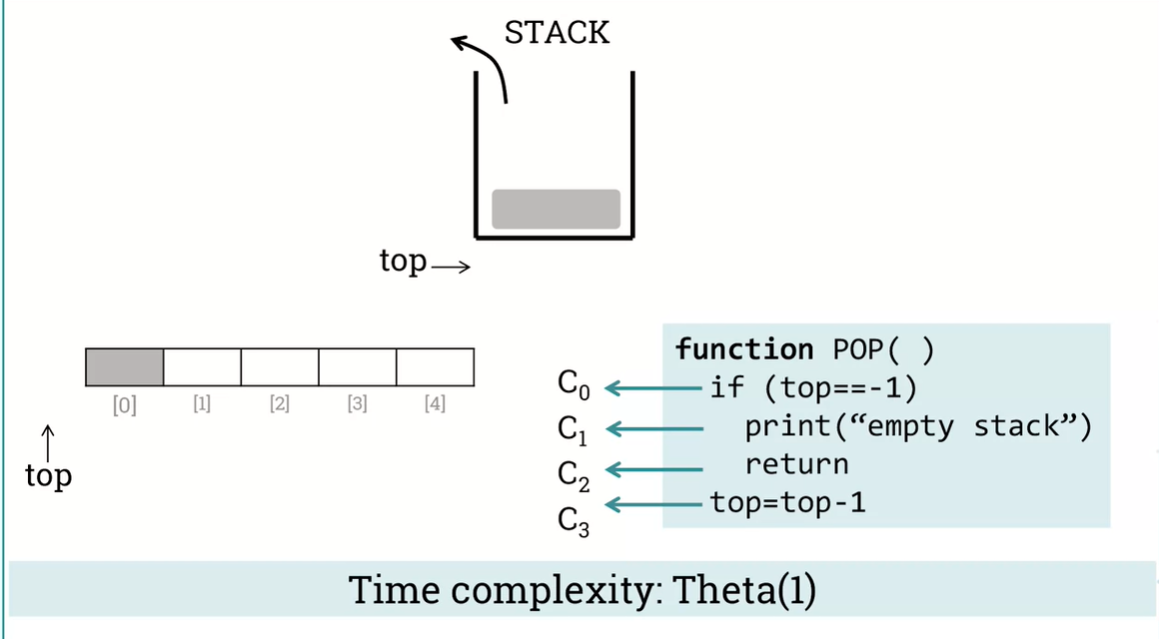 STACK
top
[0] [1] [2] [3] [4]
top
C0
C1
C2
C3
function POP( )
if (top==-1)
print(“empty stack”)
return
top=top-1
Time complexity: Theta(1)